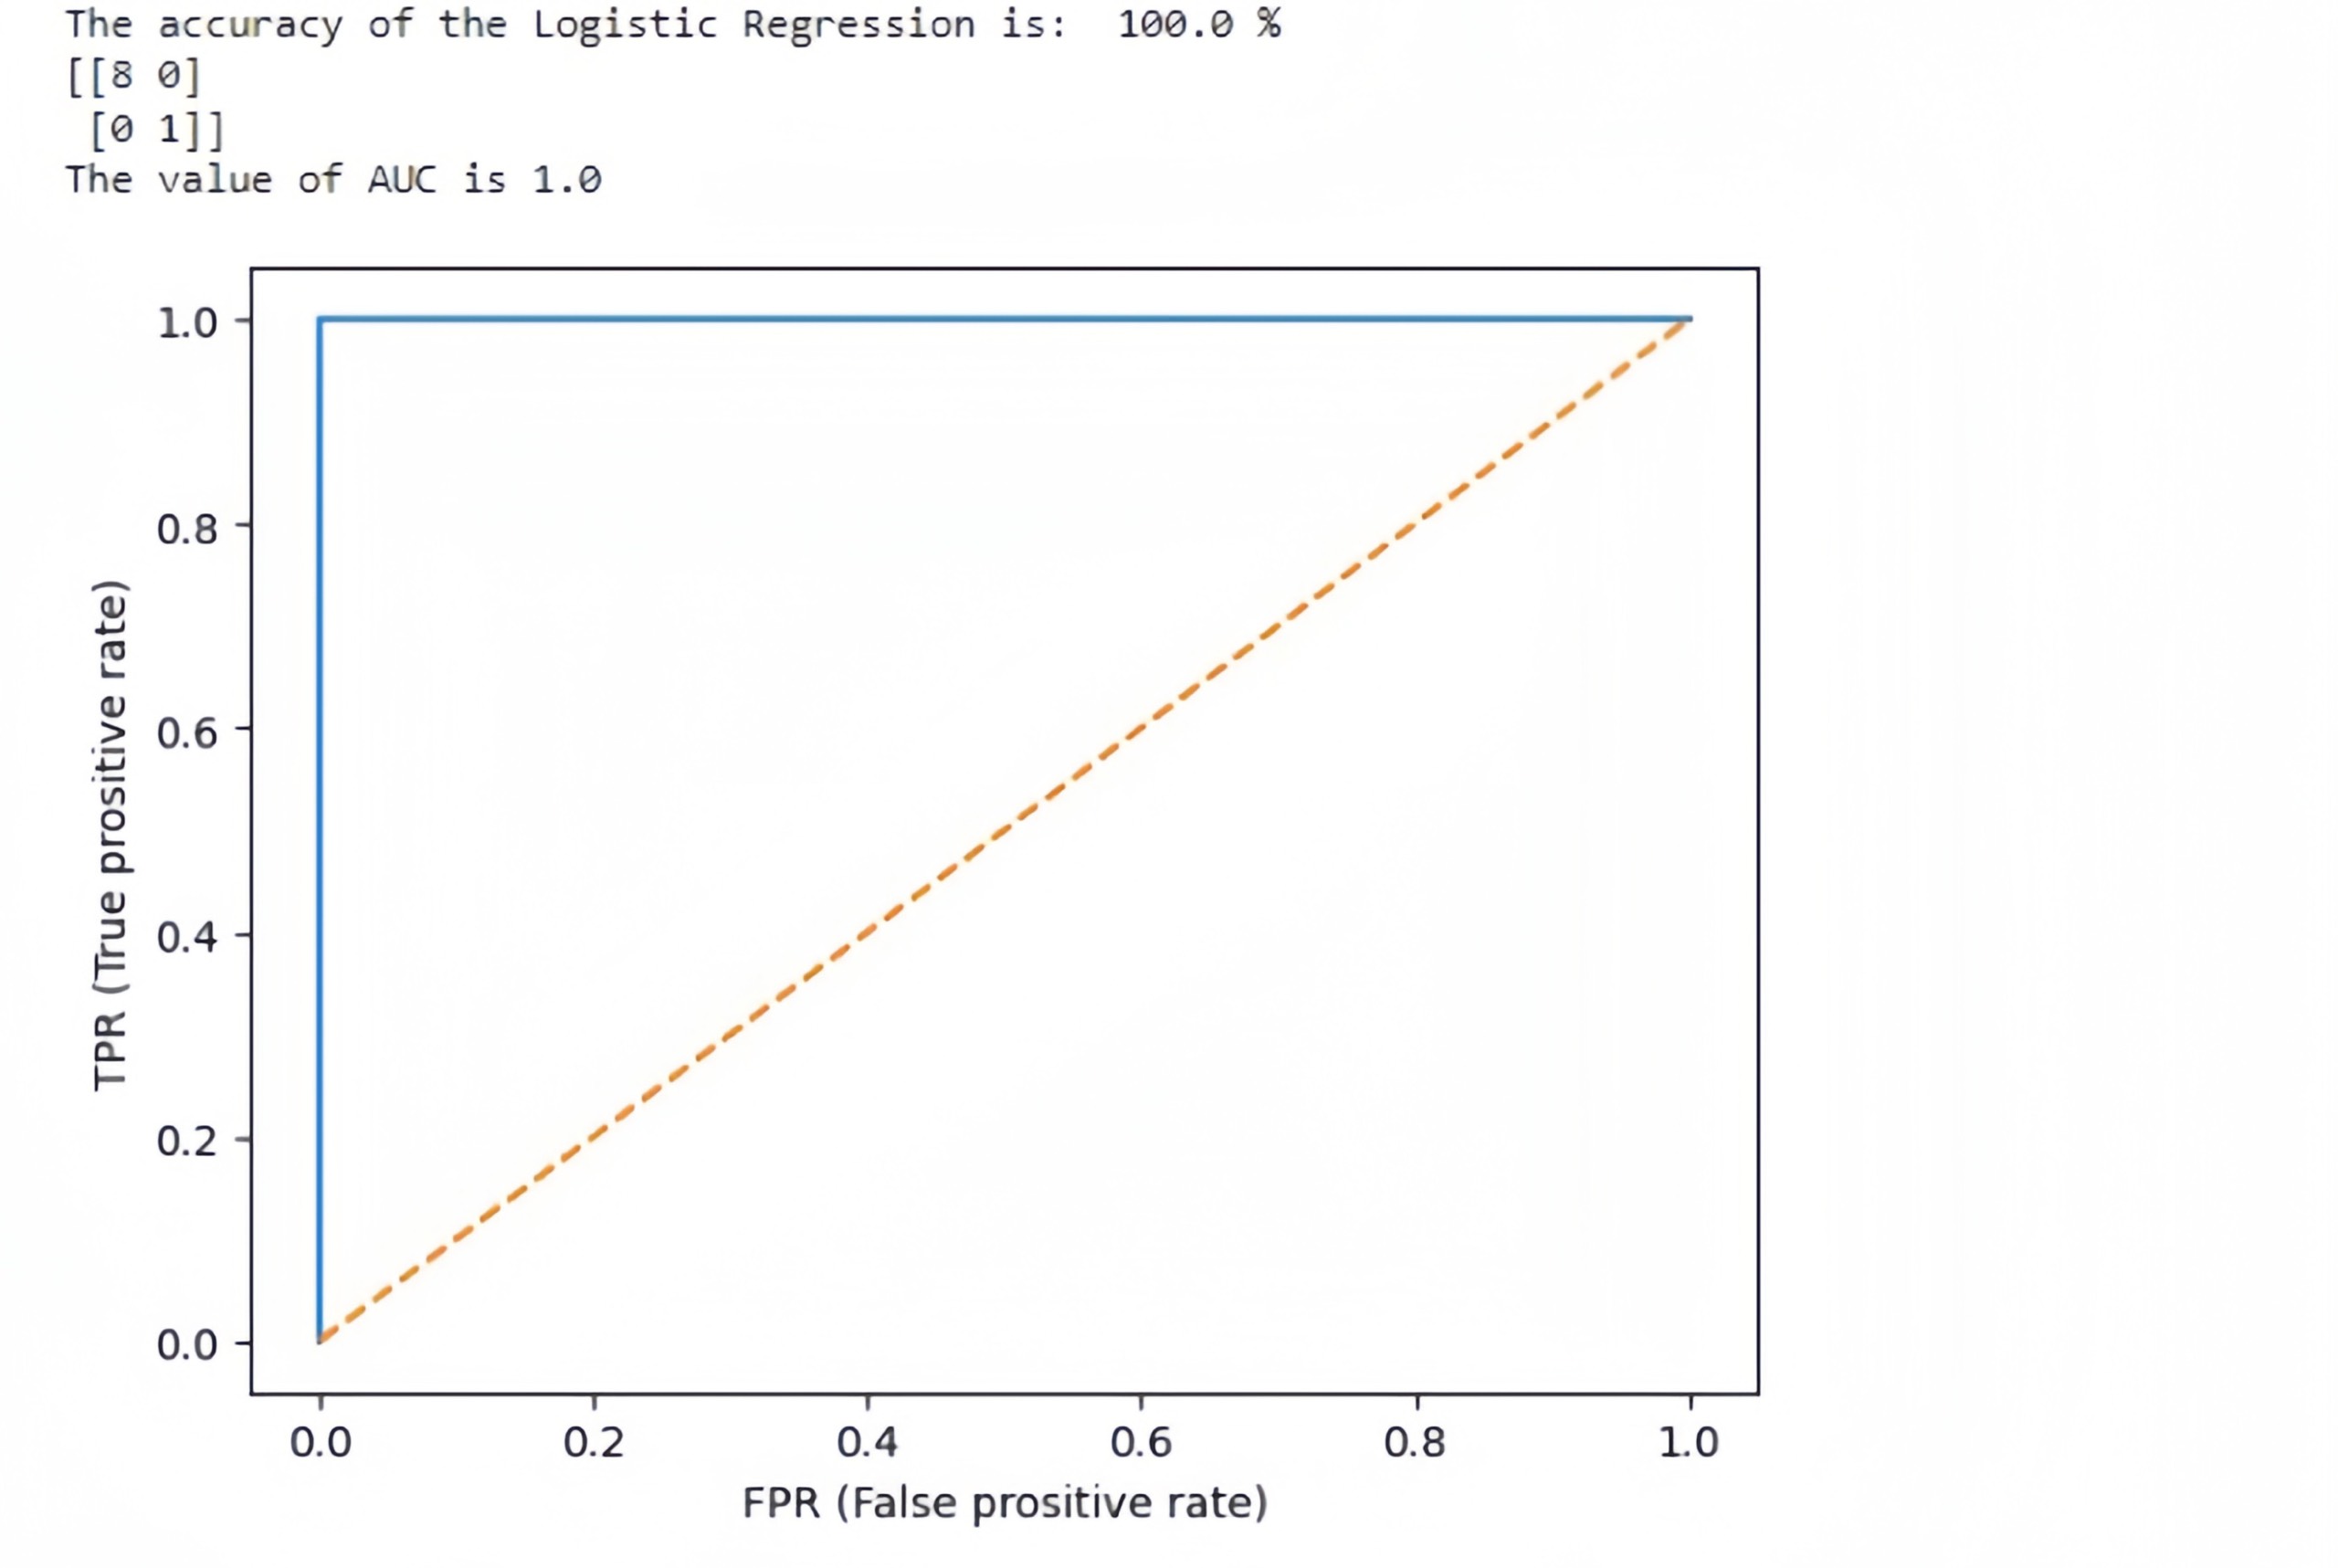 The accuracy of the Logistic Regression is:  100.0 %
[[8 0]
 [0 1]]
The value of AUC is 1.0
1.0
0.8
0.6
0.4
0.2
0.0
TPR (True prositive rate)
0.0 0.2 0.4 0.6 0.8 1.0
FPR (False prositive rate)